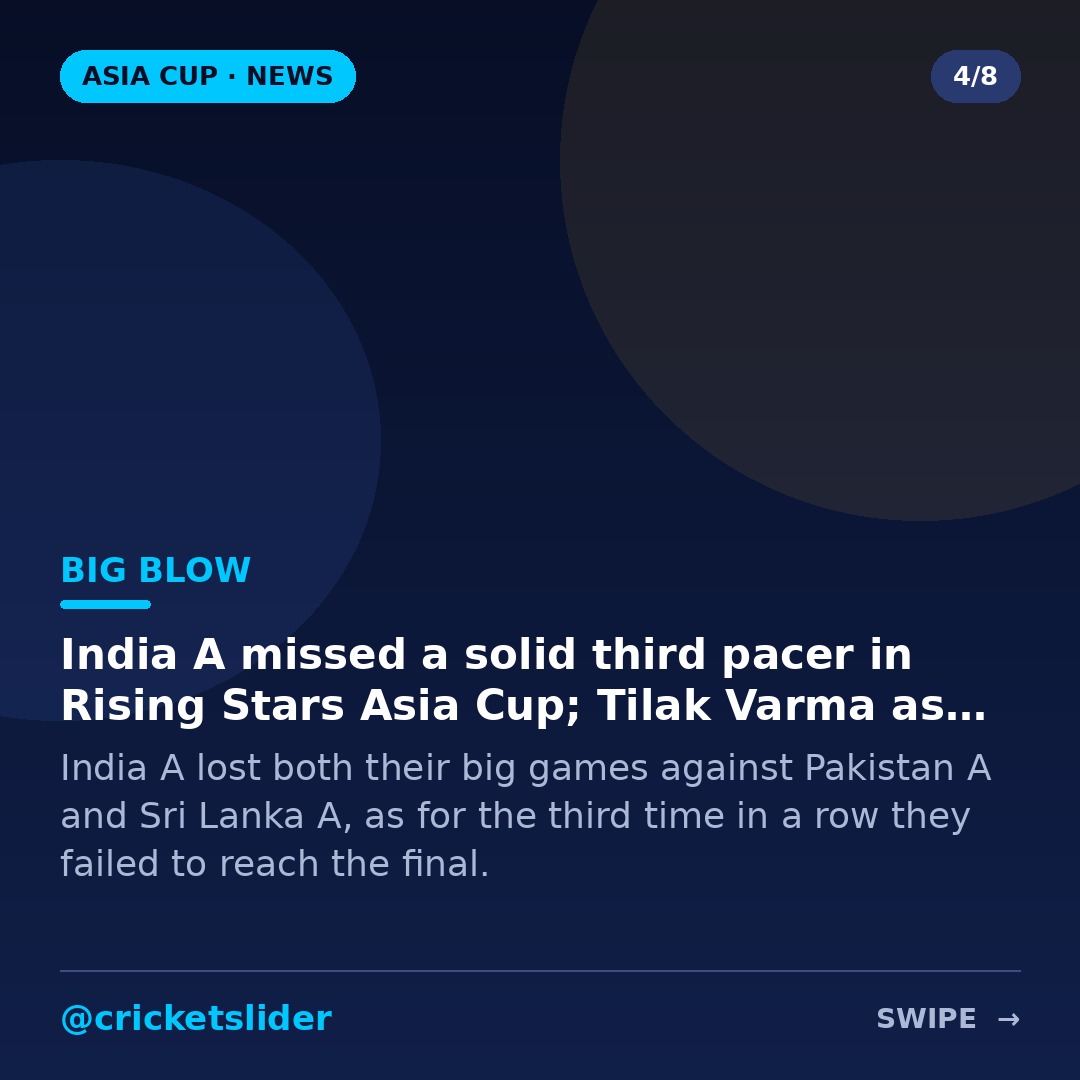 ASIA CUP · NEWS
4/8
BIG BLOW
India A missed a solid third pacer in
Rising Stars Asia Cup; Tilak Varma as…
India A lost both their big games against Pakistan A
and Sri Lanka A, as for the third time in a row they
failed to reach the final.
@cricketslider
SWIPE →